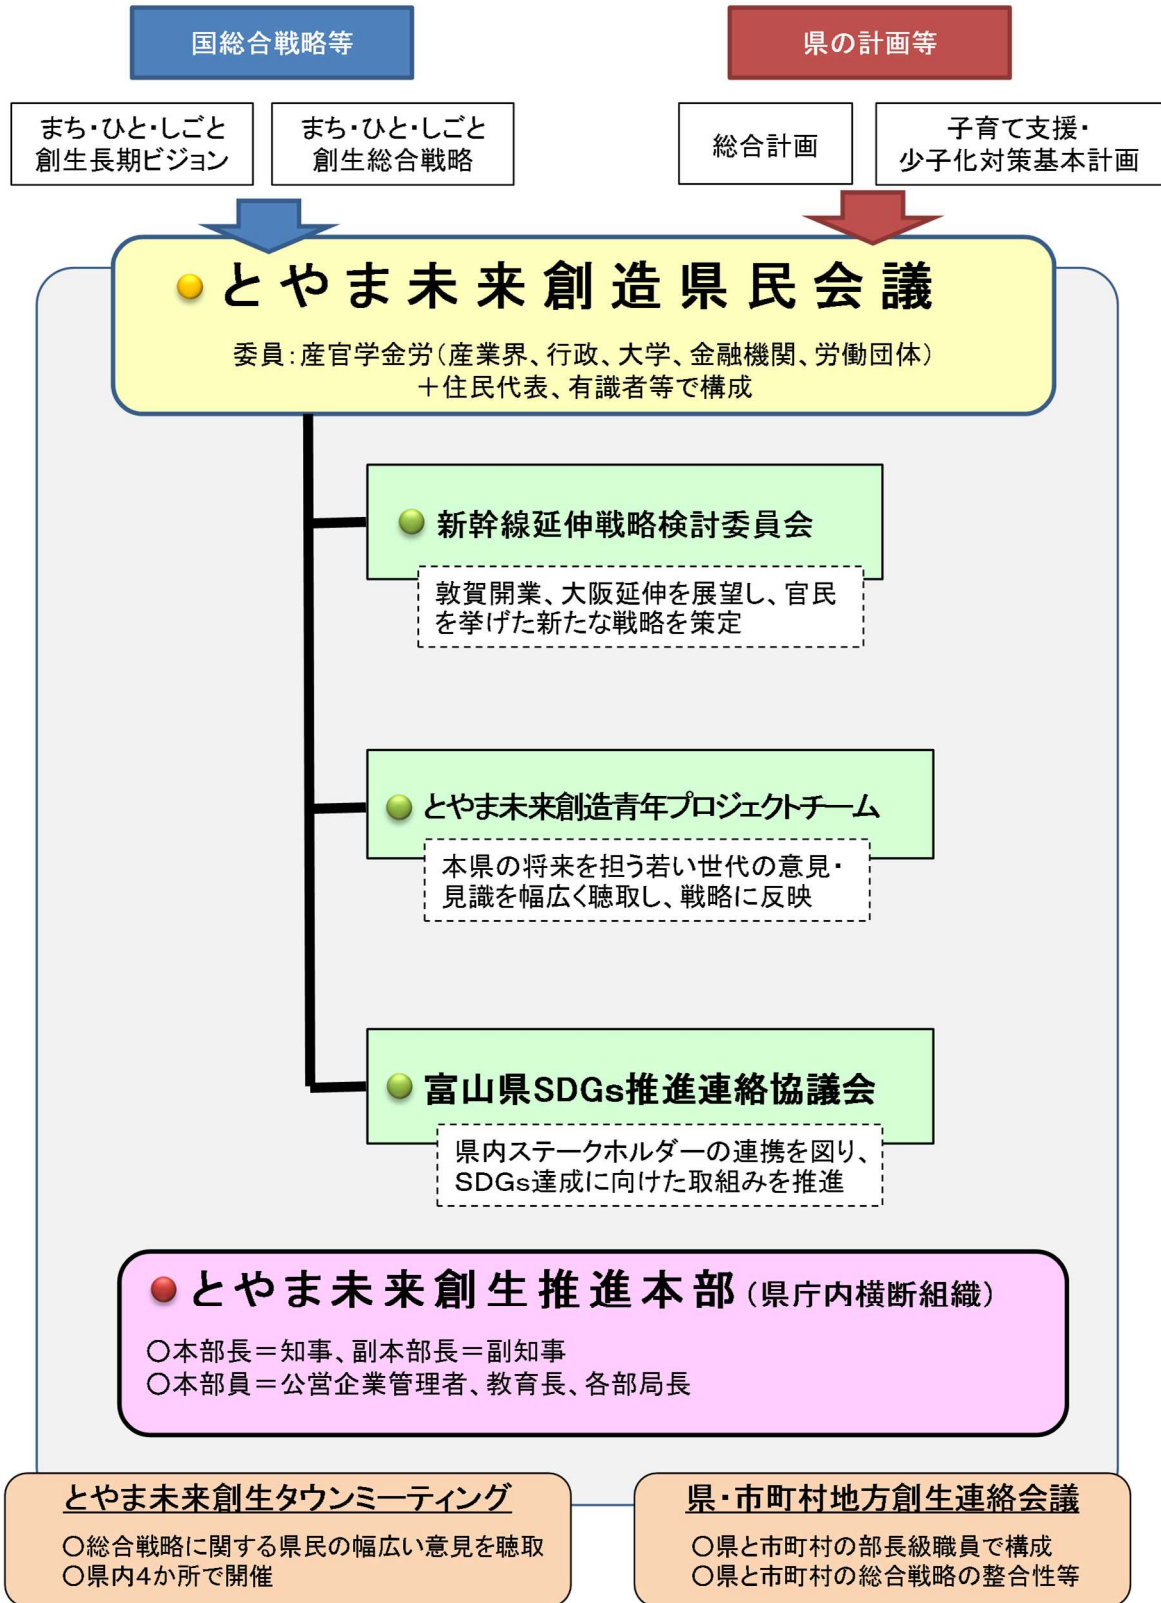 国総合戦略等
県の計画等
まち・ひと・しごと
創生長期ビジョン
まち・ひと・しごと
創生総合戦略
総合計画
子育て支援・
少子化対策基本計画
とやま未来創造県民会議
委員：産官学金労（産業界、行政、大学、金融機関、労働団体）
＋住民代表、有識者等で構成
新幹線延伸戦略検討委員会
敦賀開業、大阪延伸を展望し、官民
を挙げた新たな戦略を策定
とやま未来創造青年プロジェクトチーム
本県の将来を担う若い世代の意見・
見識を幅広く聴取し、戦略に反映
富山県SDGs推進連絡協議会
県内ステークホルダーの連携を図り、
SDGs達成に向けた取組みを推進
とやま未来創生推進本部（県庁内横断組織）
○本部長＝知事、副本部長＝副知事
○本部員＝公営企業管理者、教育長、各部局長
とやま未来創生タウンミーティング
○総合戦略に関する県民の幅広い意見を聴取
○県内4か所で開催
県・市町村地方創生連絡会議
○県と市町村の部長級職員で構成
○県と市町村の総合戦略の整合性等